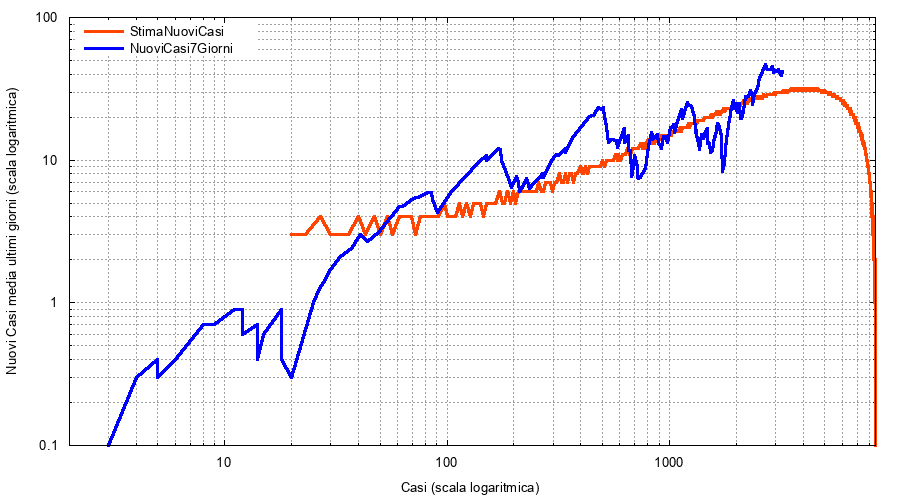 100
StimaNuoviCasi
NuoviCasi7Giorni
10
1
0.1
Nuovi Casi media ultimi giorni (scala logaritmica)
10
100
1000
Casi (scala logaritmica)